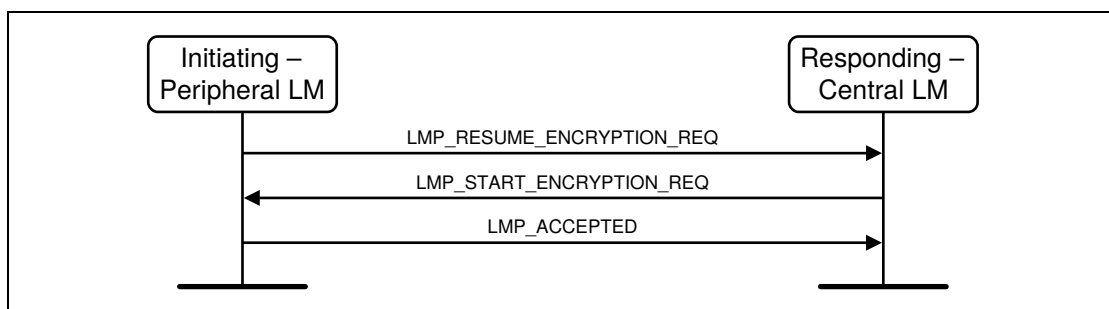 Initiating –
Peripheral LM
Responding –
Central LM
LMP_RESUME_ENCRYPTION_REQ
LMP_START_ENCRYPTION_REQ
LMP_ACCEPTED